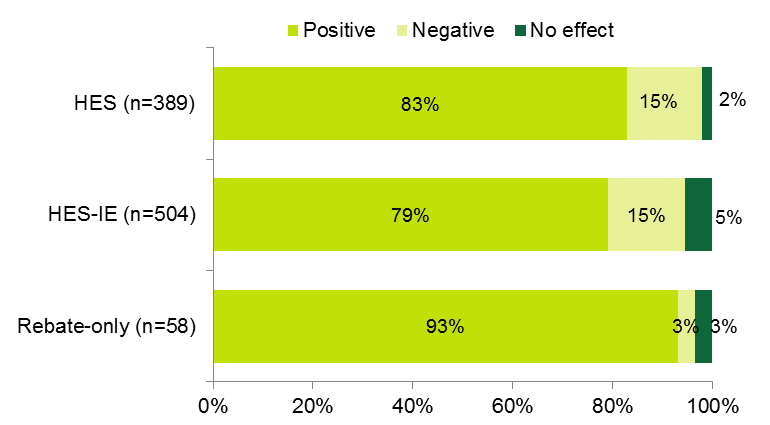 Positive Negative No effect
HES (n=389) 83% 15% 2%
HES-IE (n=504) 79% 15% 5%
Rebate-only (n=58) 93% 3% 3%
0% 20% 40% 60% 80% 100%